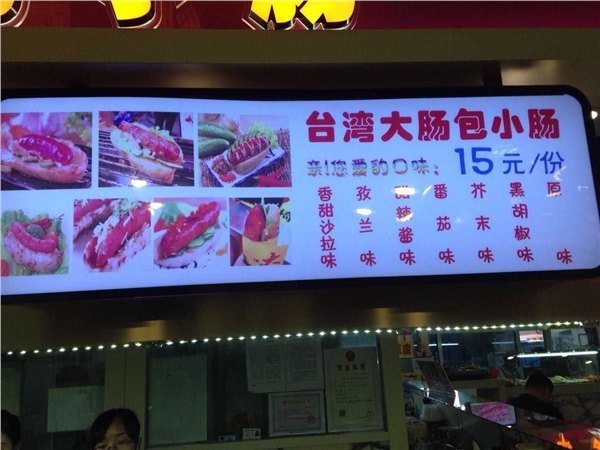 台湾大肠包小肠
亲!您爱的口味：15元/份
香甜沙拉味
孜兰味
甜辣酱味
番茄味
芥末味
黑胡椒味
原味